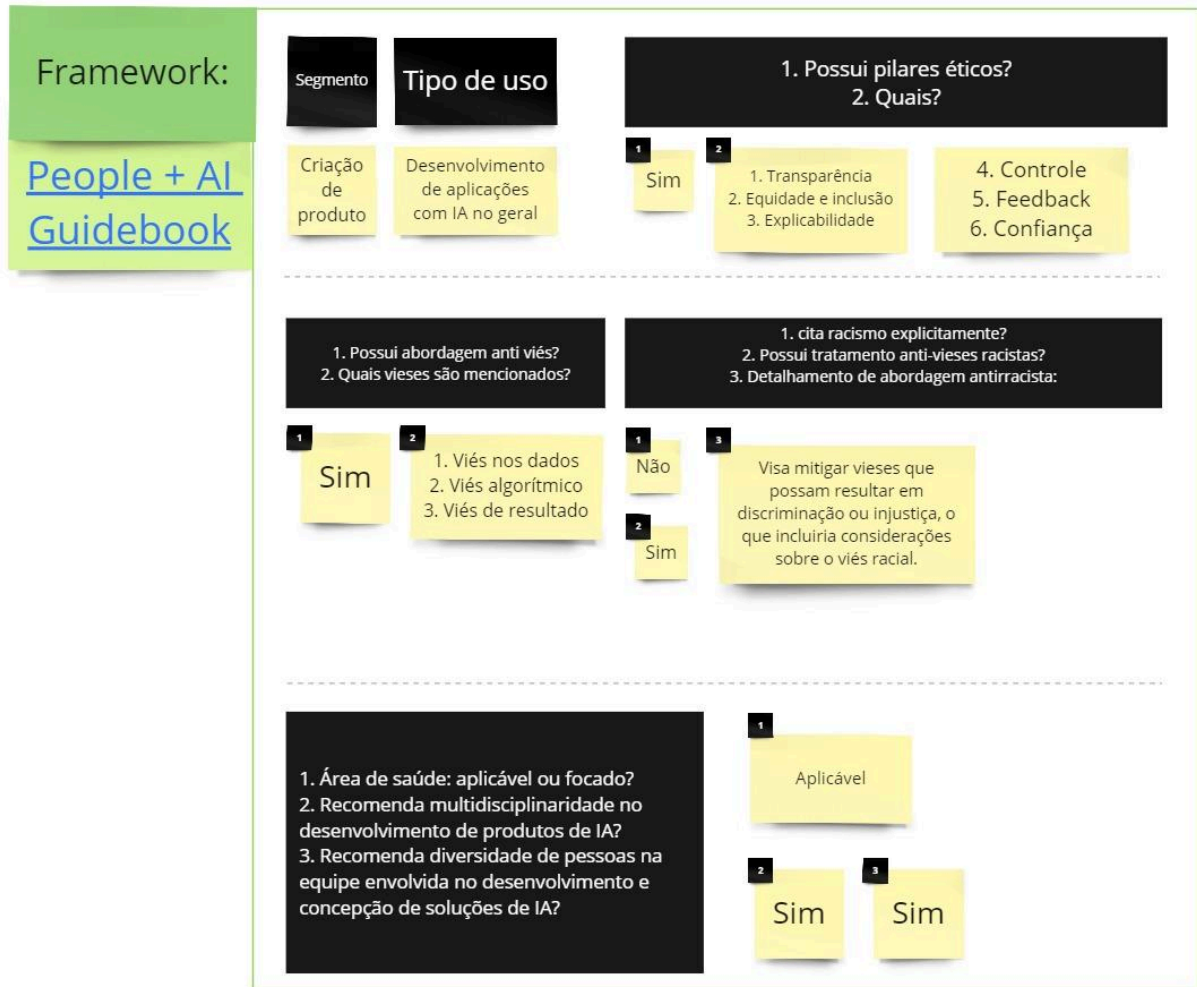 Framework:
People + AI
Guidebook
Segmento
Tipo de uso
1. Possui pilares éticos?
2. Quais?
Criação
de
produto
Desenvolvimento
de aplicações
com IA no geral
1
Sim
2
1. Transparência
2. Equidade e inclusão
3. Explicabilidade
4. Controle
5. Feedback
6. Confiança
1. Possui abordagem anti viés?
2. Quais vieses são mencionados?
1. cita racismo explicitamente?
2. Possui tratamento anti-vieses racistas?
3. Detalhamento de abordagem antirracista:
1
Sim
2
1. Viés nos dados
2. Viés algorítmico
3. Viés de resultado
1
Não
2
Sim
3
Visa mitigar vieses que
possam resultar em
discriminação ou injustiça, o
que incluiria considerações
sobre o viés racial.
1. Área de saúde: aplicável ou focado?
2. Recomenda multidisciplinaridade no
desenvolvimento de produtos de IA?
3. Recomenda diversidade de pessoas na
equipe envolvida no desenvolvimento e
concepção de soluções de IA?
1
Aplicável
2
Sim
3
Sim